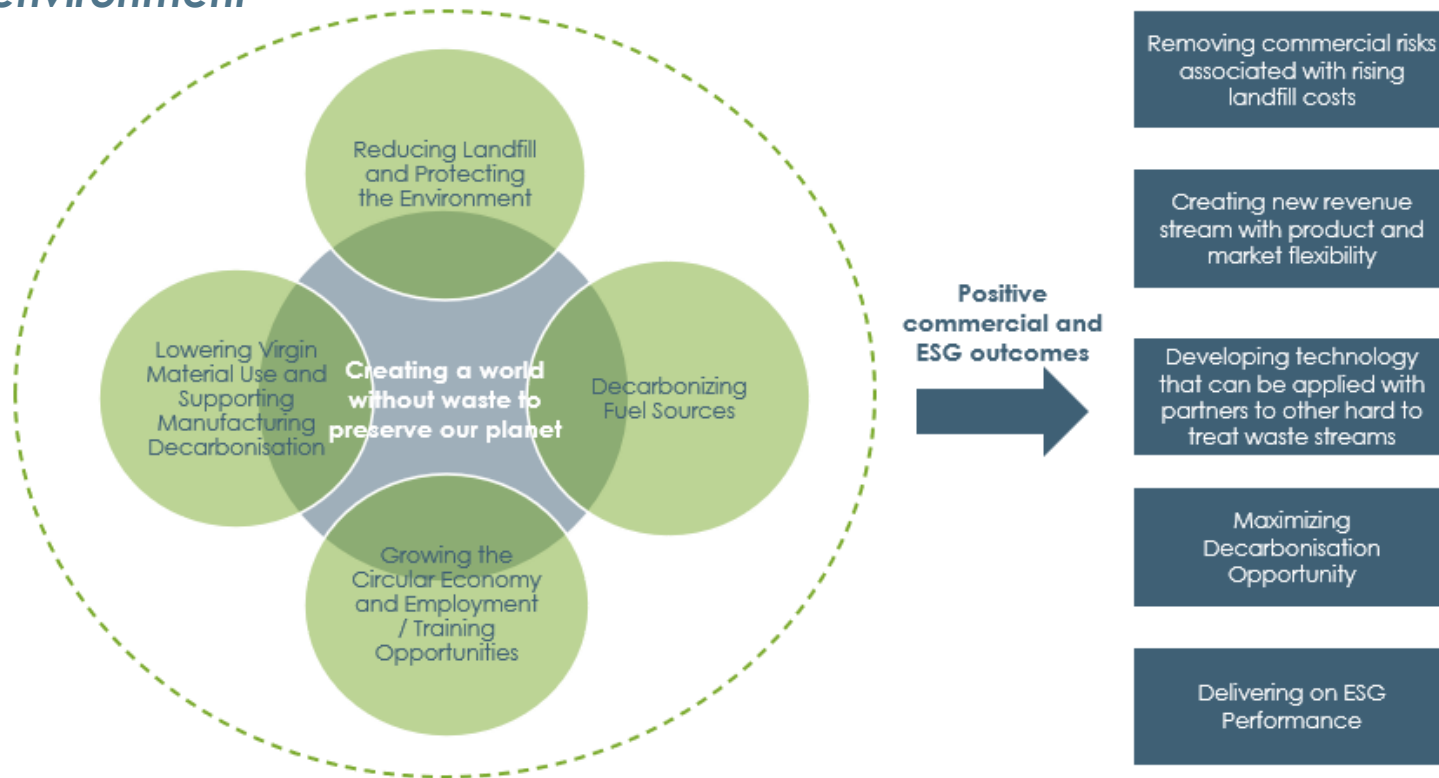 environment
Reducing Landfill
and Protecting
the Environment
Lowering Virgin
Material Use and
Supporting
Manufacturing
Decarbonisation
Creating a world
without waste to
preserve our planet
Decarbonizing
Fuel Sources
Growing the
Circular Economy
and Employment
/ Training
Opportunities
Positive
commercial and
ESG outcomes
Removing commercial risks
associated with rising
landfill costs
Creating new revenue
stream with product and
market flexibility
Developing technology
that can be applied with
partners to other hard to
treat waste streams
Maximizing
Decarbonisation
Opportunity
Delivering on ESG
Performance